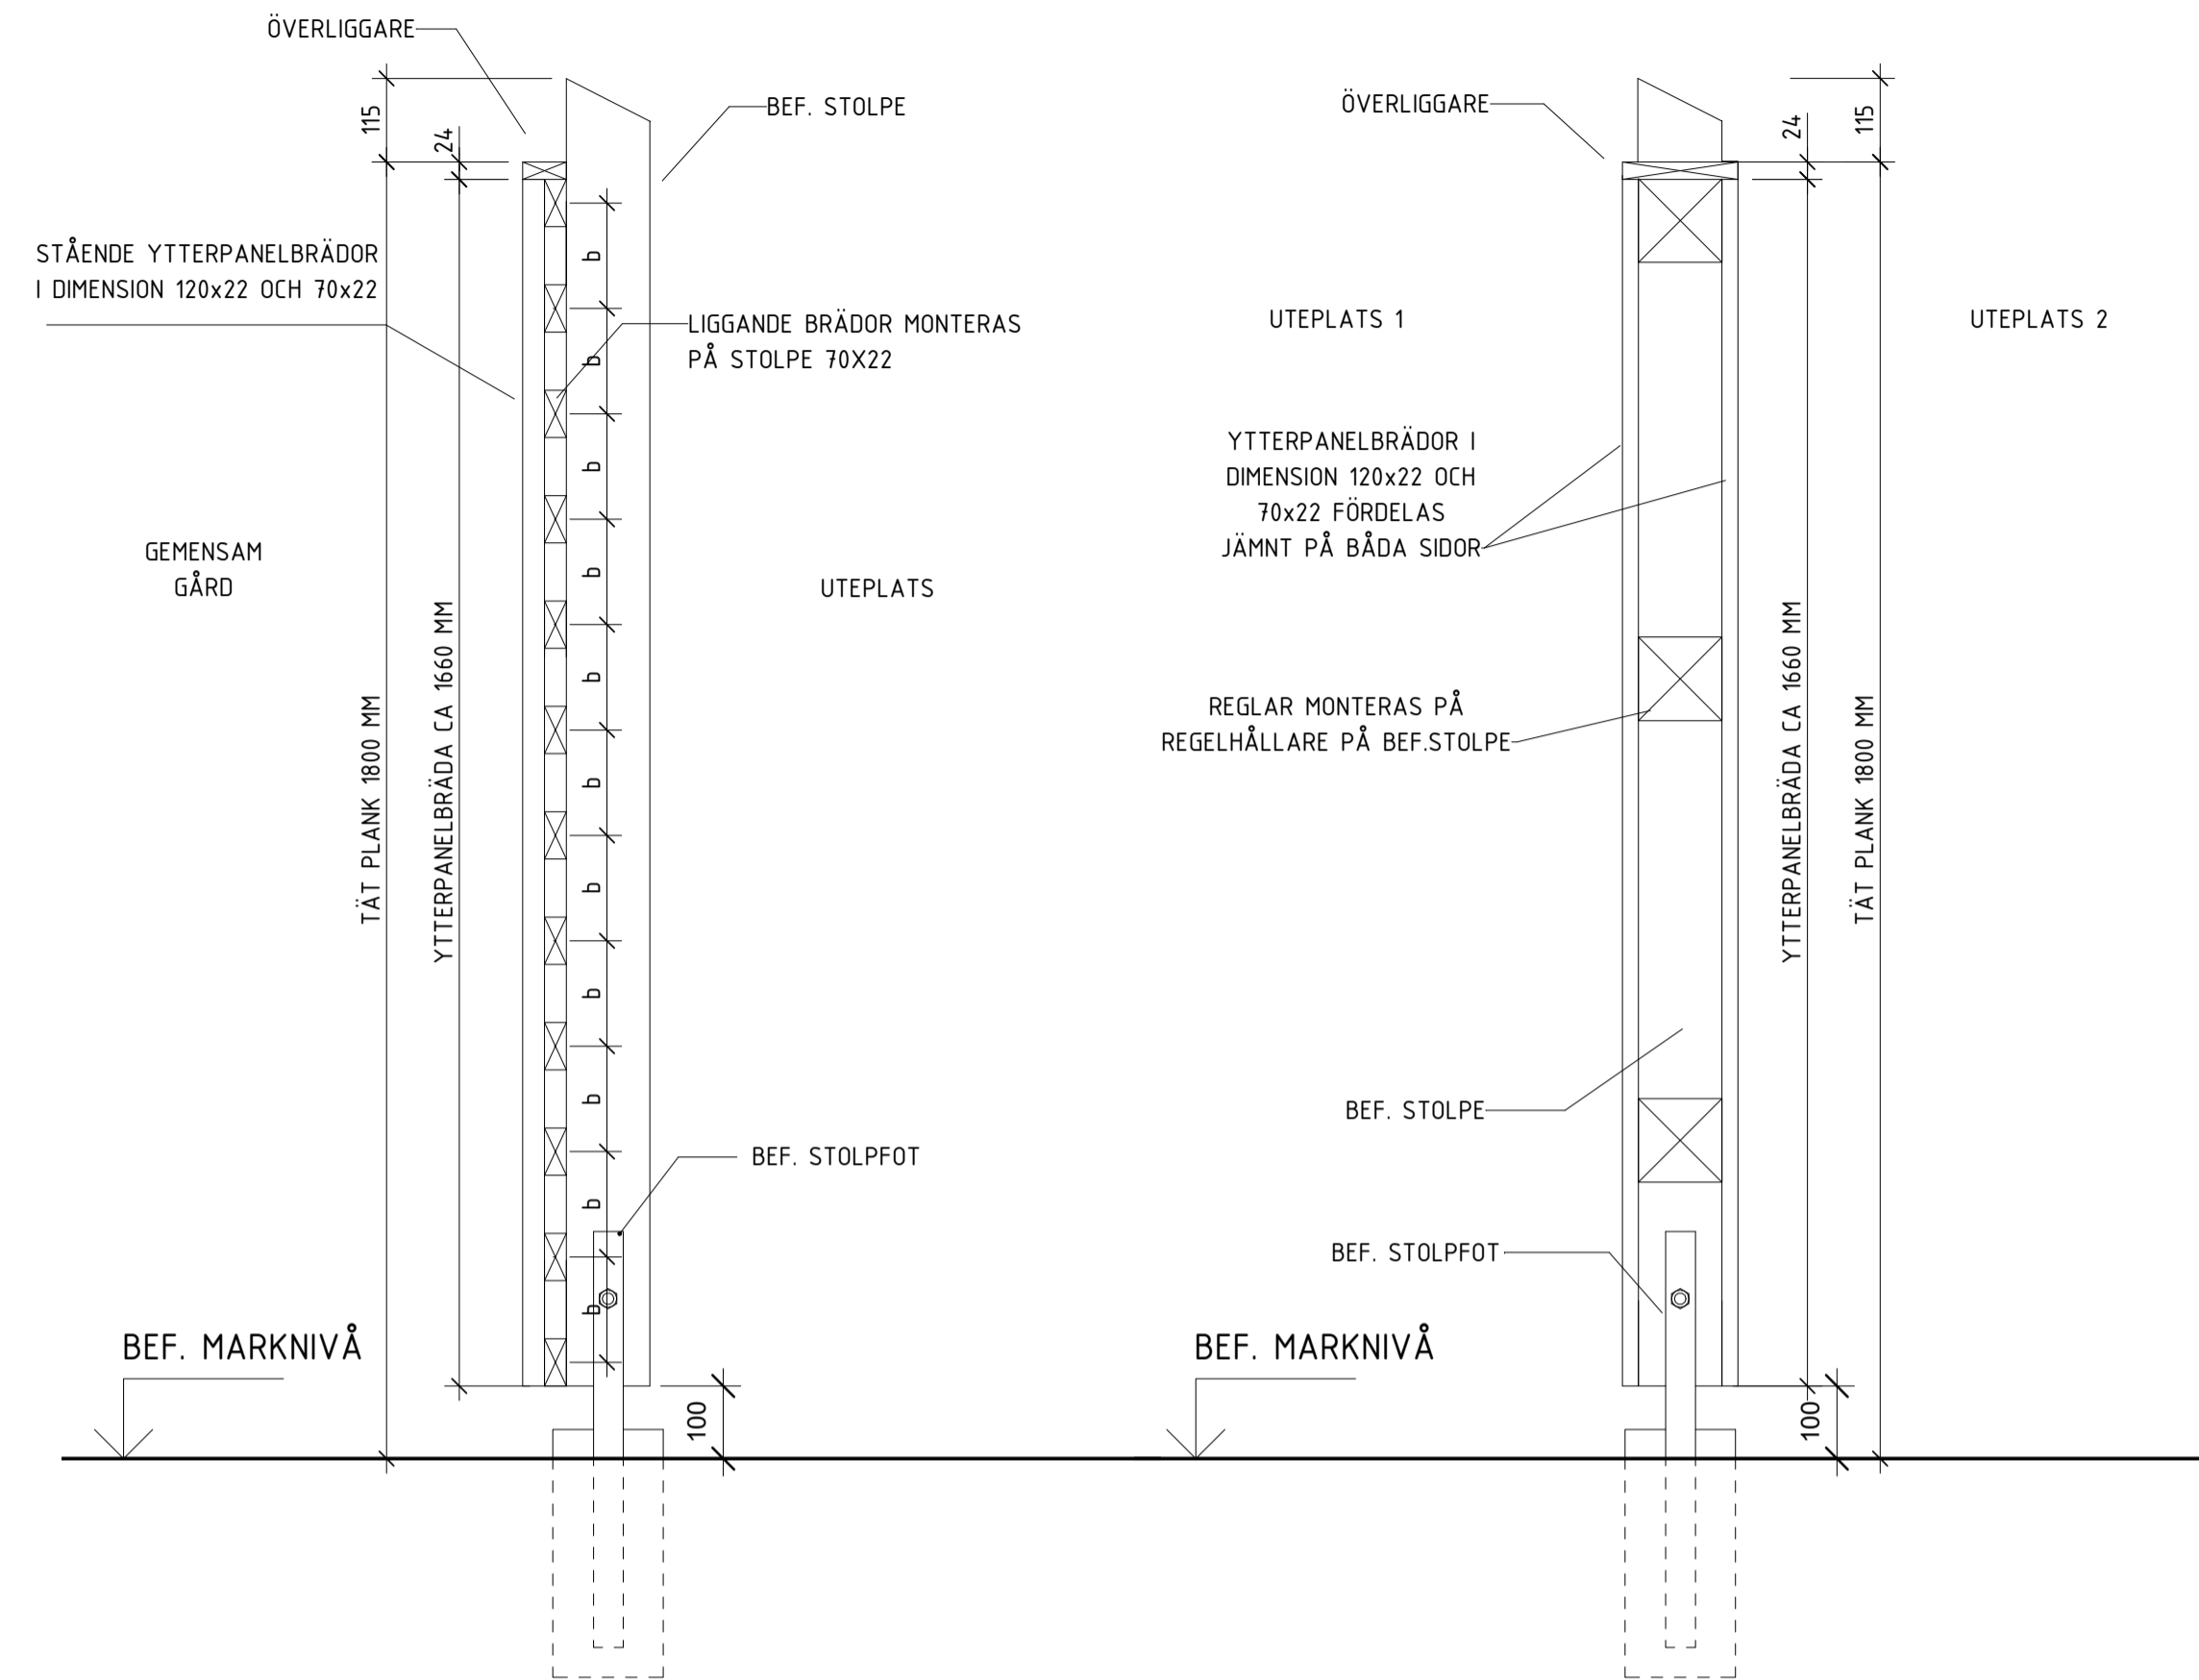 ÖVERLIGGARE
BEF. STOLPE
115
24
STÅENDE YTTERPANELBRÄDOR
I DIMENSION 120x22 OCH 70x22
LIGGANDE BRÄDOR MONTERAS
PÅ STOLPE 70X22
b
b
b
b
b
b
b
b
b
b
b
GEMENSAM
GÅRD
UTEPLATS
TÄT PLANK 1800 MM
YTTERPANELBRÄDA CA 1660 MM
BEF. STOLPFOT
BEF. MARKNIVÅ
100
ÖVERLIGGARE
24
115
UTEPLATS 1
UTEPLATS 2
YTTERPANELBRÄDOR I
DIMENSION 120x22 OCH
70x22 FÖRDELAS
JÄMNT PÅ BÅDA SIDOR
REGLAR MONTERAS PÅ
REGELHÅLLARE PÅ BEF.STOLPE
YTTERPANELBRÄDA CA 1660 MM
TÄT PLANK 1800 MM
BEF. STOLPE
BEF. STOLPFOT
BEF. MARKNIVÅ
100